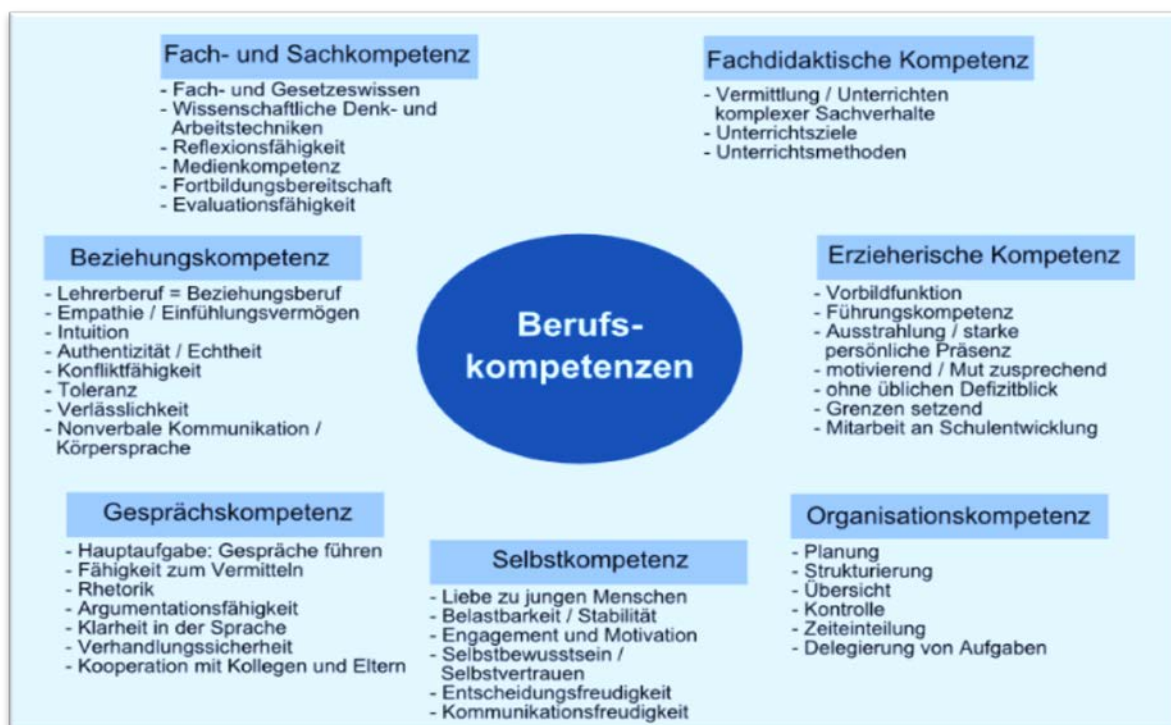 Fach- und Sachkompetenz
- Fach- und Gesetzeswissen
- Wissenschaftliche Denk- und
Arbeitstechniken
- Reflexionsfähigkeit
- Medienkompetenz
- Fortbildungsbereitschaft
- Evaluationsfähigkeit
Fachdidaktische Kompetenz
- Vermittlung / Unterrichten
komplexer Sachverhalte
- Unterrichtsziele
- Unterrichtsmethoden
Beziehungskompetenz
- Lehrerberuf = Beziehungsberuf
- Empathie / Einfühlungsvermögen
- Intuition
- Authentizität / Echtheit
- Konfliktfähigkeit
- Toleranz
- Verlässlichkeit
- Nonverbale Kommunikation /
Körpersprache
Berufs-
kompetenzen
Erzieherische Kompetenz
- Vorbildfunktion
- Führungskompetenz
- Ausstrahlung / starke
persönliche Präsenz
- motivierend / Mut zusprechend
- ohne üblichen Defizitblick
- Grenzen setzend
- Mitarbeit an Schulentwicklung
Gesprächskompetenz
- Hauptaufgabe: Gespräche führen
- Fähigkeit zum Vermitteln
- Rhetorik
- Argumentationsfähigkeit
- Klarheit in der Sprache
- Verhandlungssicherheit
- Kooperation mit Kollegen und Eltern
Selbstkompetenz
- Liebe zu jungen Menschen
- Belastbarkeit / Stabilität
- Engagement und Motivation
- Selbstbewusstsein /
Selbstvertrauen
- Entscheidungsfreudigkeit
- Kommunikationsfreudigkeit
Organisationskompetenz
- Planung
- Strukturierung
- Übersicht
- Kontrolle
- Zeiteinteilung
- Delegierung von Aufgaben